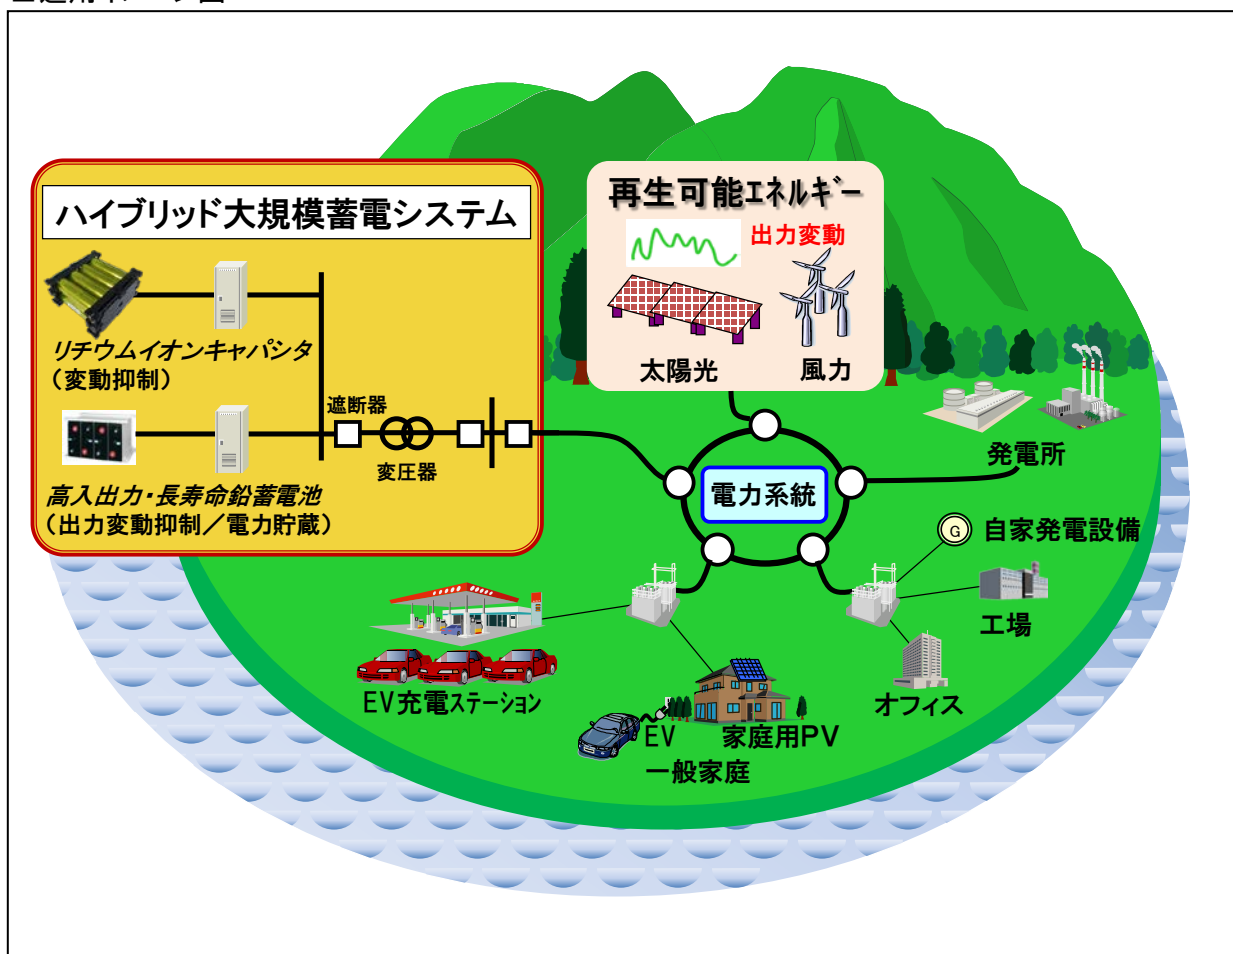 ハイブリッド大規模蓄電システム
リチウムイオンキャパシタ
（変動抑制）
高入出力・長寿命鉛蓄電池
（出力変動抑制／電力貯蔵）
遮断器
変圧器
再生可能エネルギー
出力変動
太陽光
風力
発電所
電力系統
G
自家発電設備
工場
オフィス
EV充電ステーション
EV
家庭用PV
一般家庭